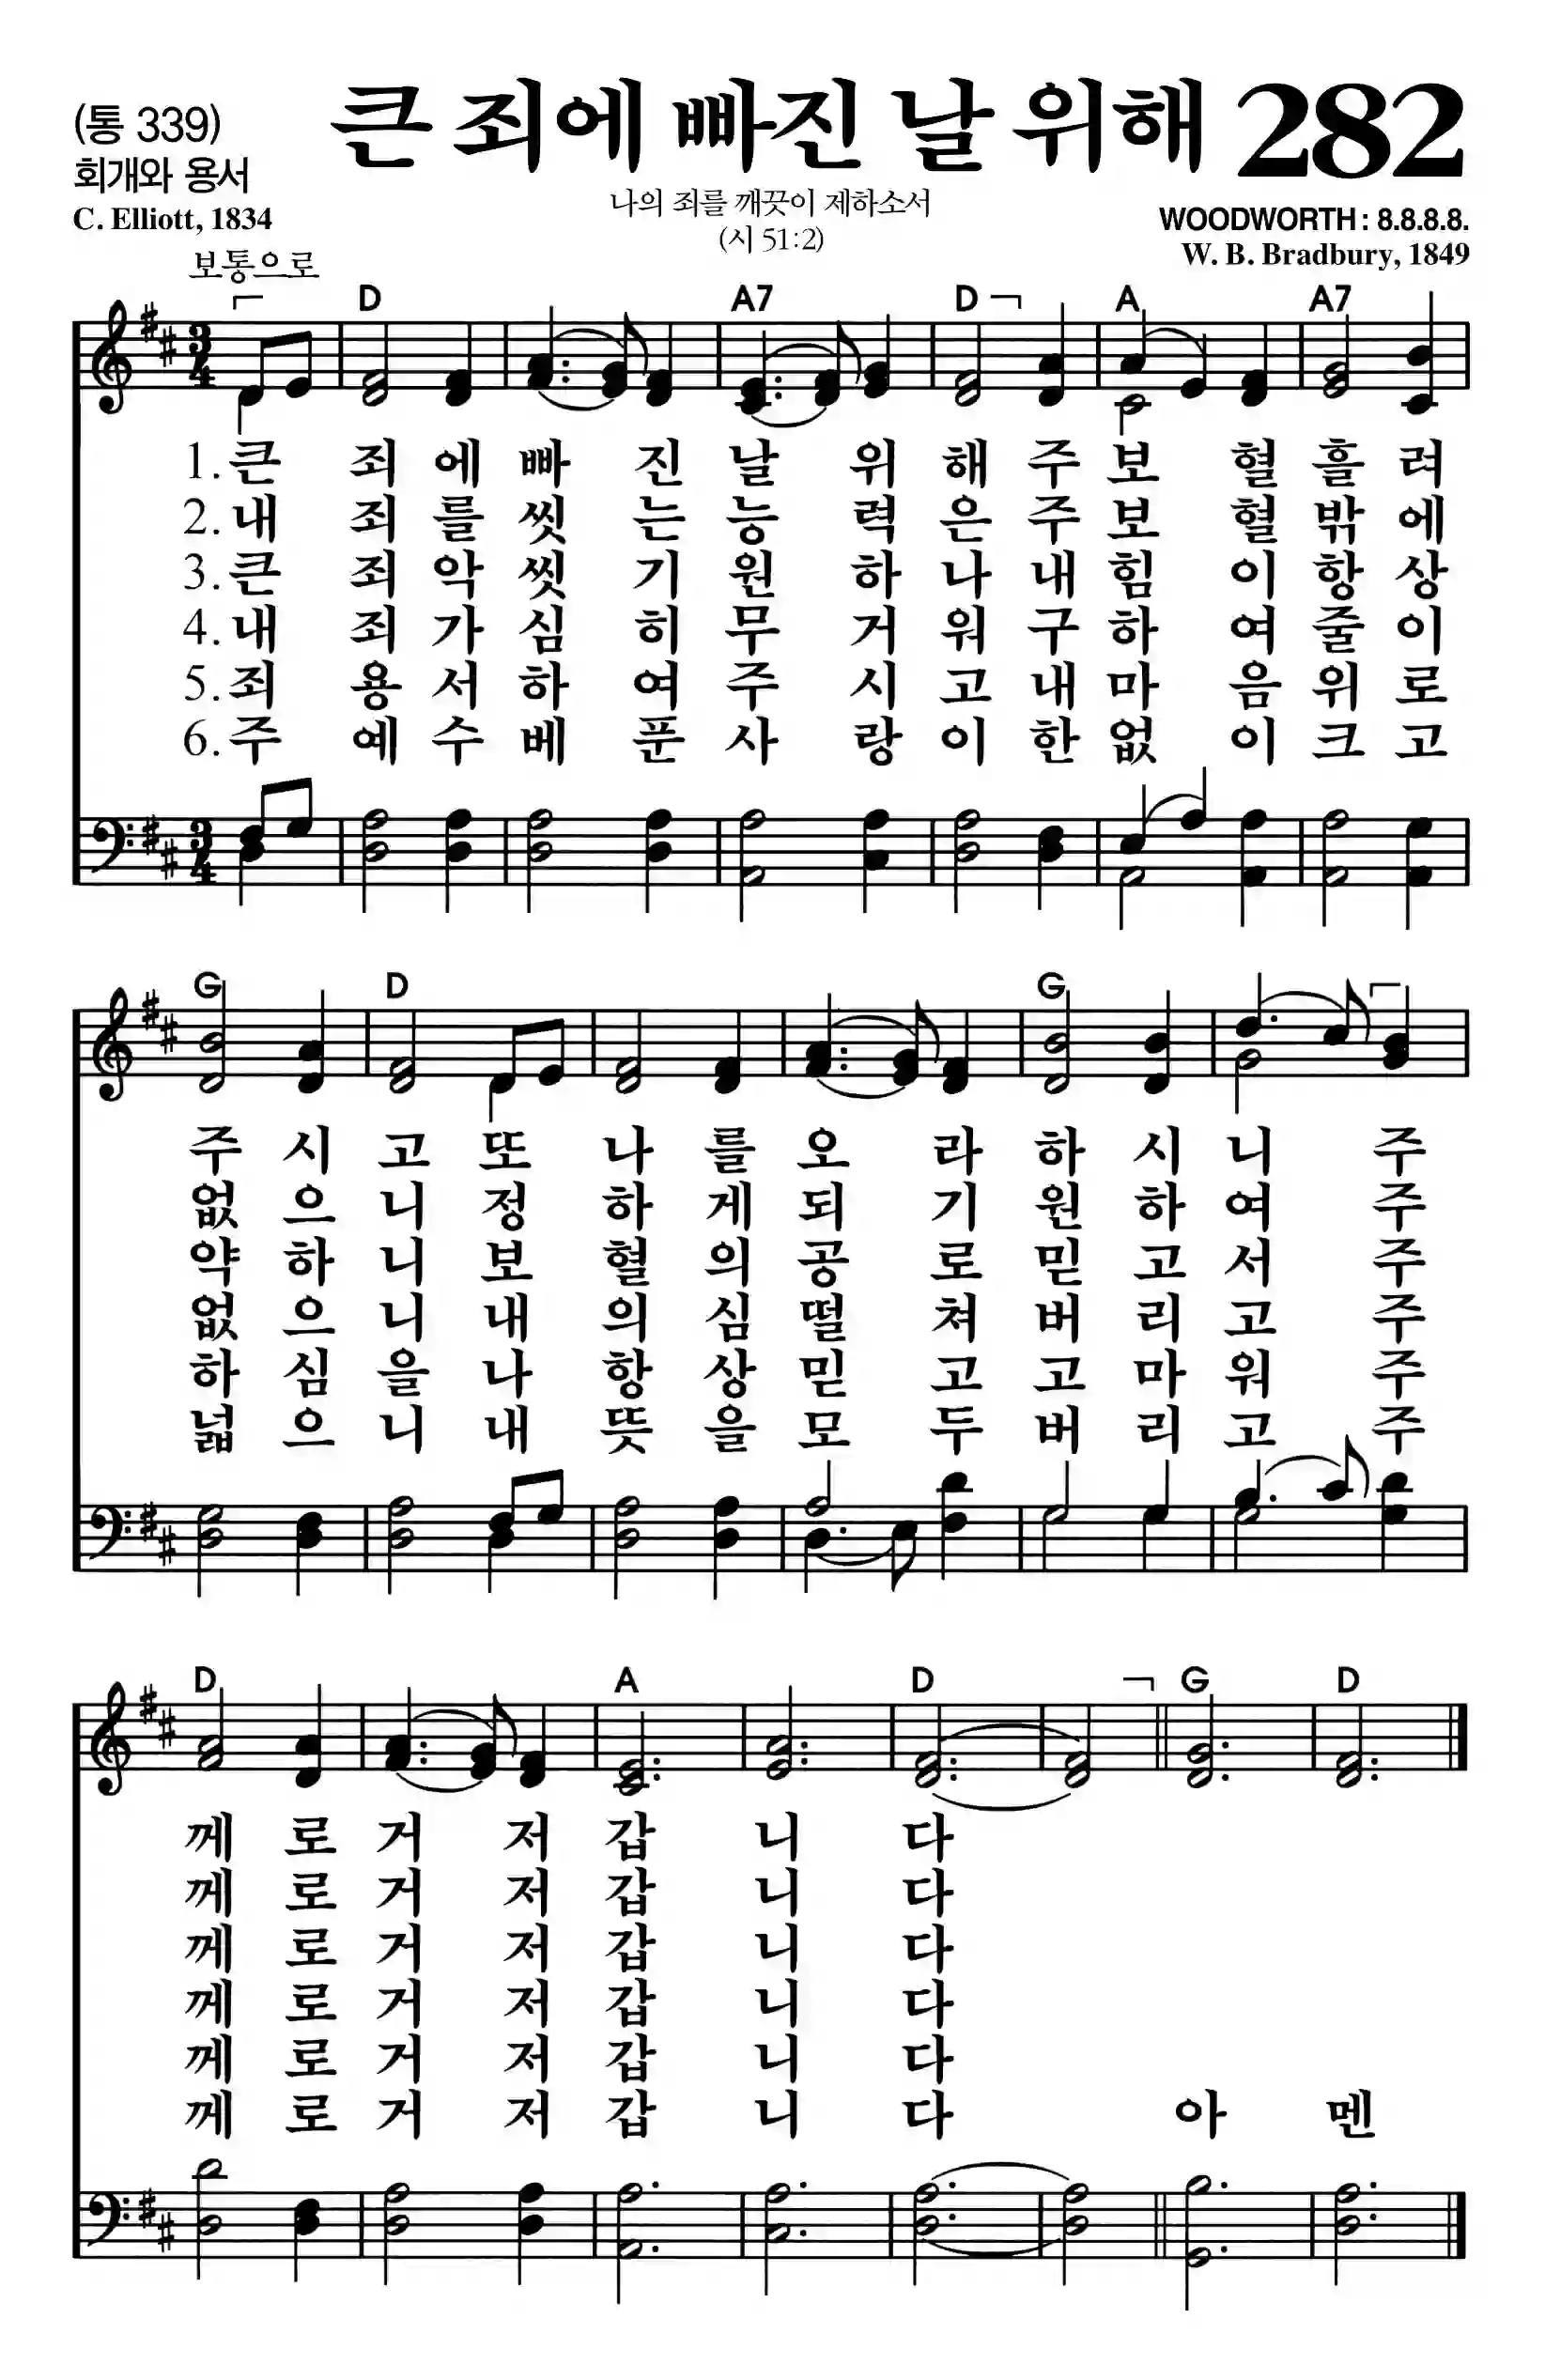 (통 339)
큰 죄에 빠진 날 위해 282
회개와 용서
나의 죄를 깨끗이 제하소서
C. Elliott, 1834
(시 51:2)
WOODWORTH : 8.8.8.8.
W. B. Bradbury, 1849
보통으로
D A7 D A A7
3 4
1. 큰 죄 에 빠 진 날 위 해 주 보 혈 흘 려
2. 내 죄 를 씻 는 능 력 은 주 보 혈 밖 에
3. 큰 죄 악 씻 기 원 하 나 내 힘 이 항 상
4. 내 죄 가 심 히 무 거 워 구 하 여 줄 이
5. 죄 용 서 하 여 주 시 고 내 마 음 위 로
6. 주 예 수 베 푼 사 랑 이 한 없 이 크 고
3 4
G D G
주 시 고 또 나 를 오 라 하 시 니 주
없 으 니 정 하 게 되 기 원 하 여 주
약 하 니 보 혈 의 공 로 믿 고 서 주
없 으 니 내 의 심 떨 쳐 버 리 고 주
하 심 을 나 항 상 믿 고 고 마 워 주
넓 으 니 내 뜻 을 모 두 버 리 고 주
D A D G D
께 로 거 저 갑 니 다
께 로 거 저 갑 니 다
께 로 거 저 갑 니 다
께 로 거 저 갑 니 다
께 로 거 저 갑 니 다
께 로 거 저 갑 니 다 아 멘